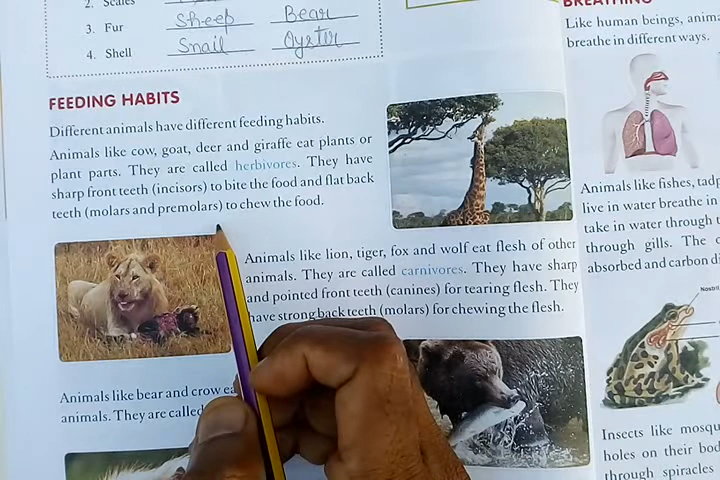 2. Scales
3. Fur Sheep Bear
4. Shell Snail Oyster
FEEDING HABITS
Different animals have different feeding habits.
Animals like cow, goat, deer and giraffe eat plants or
plant parts. They are called herbivores. They have
sharp front teeth (incisors) to bite the food and flat back
teeth (molars and premolars) to chew the food.
Animals like lion, tiger, fox and wolf eat flesh of other
animals. They are called carnivores. They have sharp
and pointed front teeth (canines) for tearing flesh. They
have strong back teeth (molars) for chewing the flesh.
Animals like bear and crow
animals. They are called
BREATHING
Like human beings,
breathe in different ways.
Animals like fishes,
live in water breathe in
take in water through
through gills. The
absorbed and carbon
Nostril
Insects like
holes on their
through spiracles